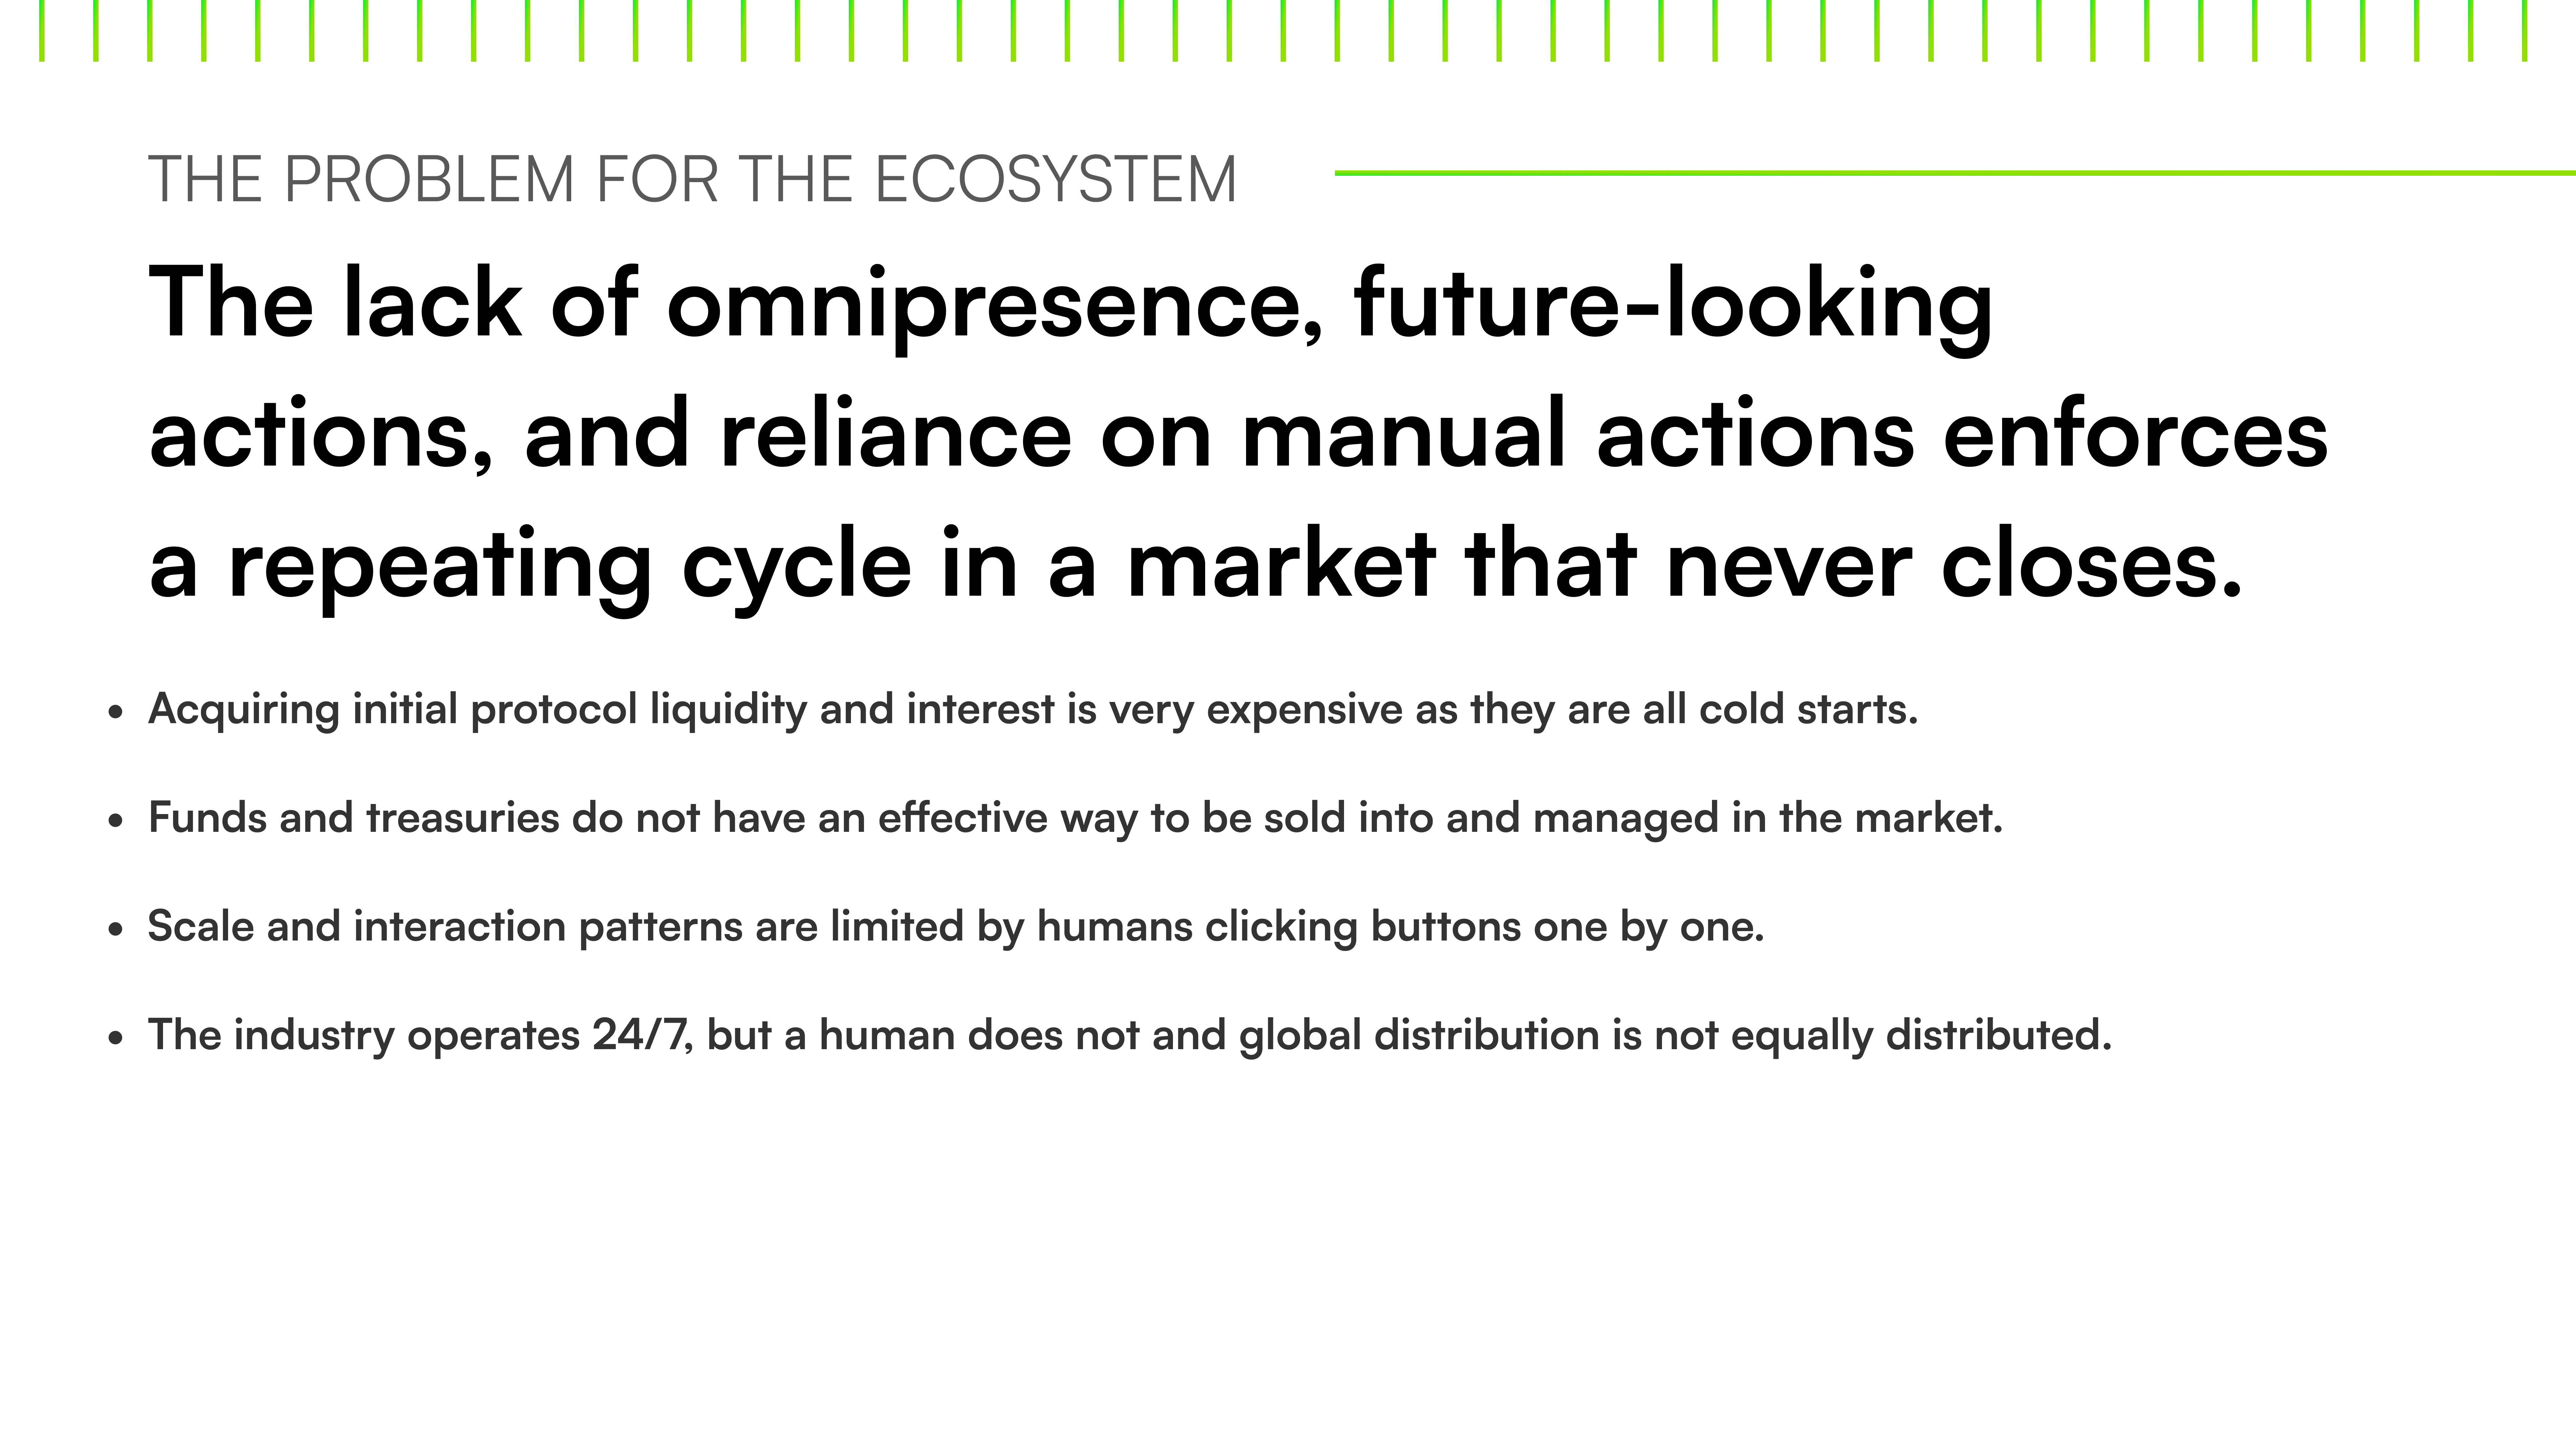 THE PROBLEM FOR THE ECOSYSTEM
The lack of omnipresence, future-looking
actions, and reliance on manual actions enforces
a repeating cycle in a market that never closes.
• Acquiring initial protocol liquidity and interest is very expensive as they are all cold starts.
• Funds and treasuries do not have an effective way to be sold into and managed in the market.
• Scale and interaction patterns are limited by humans clicking buttons one by one.
• The industry operates 24/7, but a human does not and global distribution is not equally distributed.